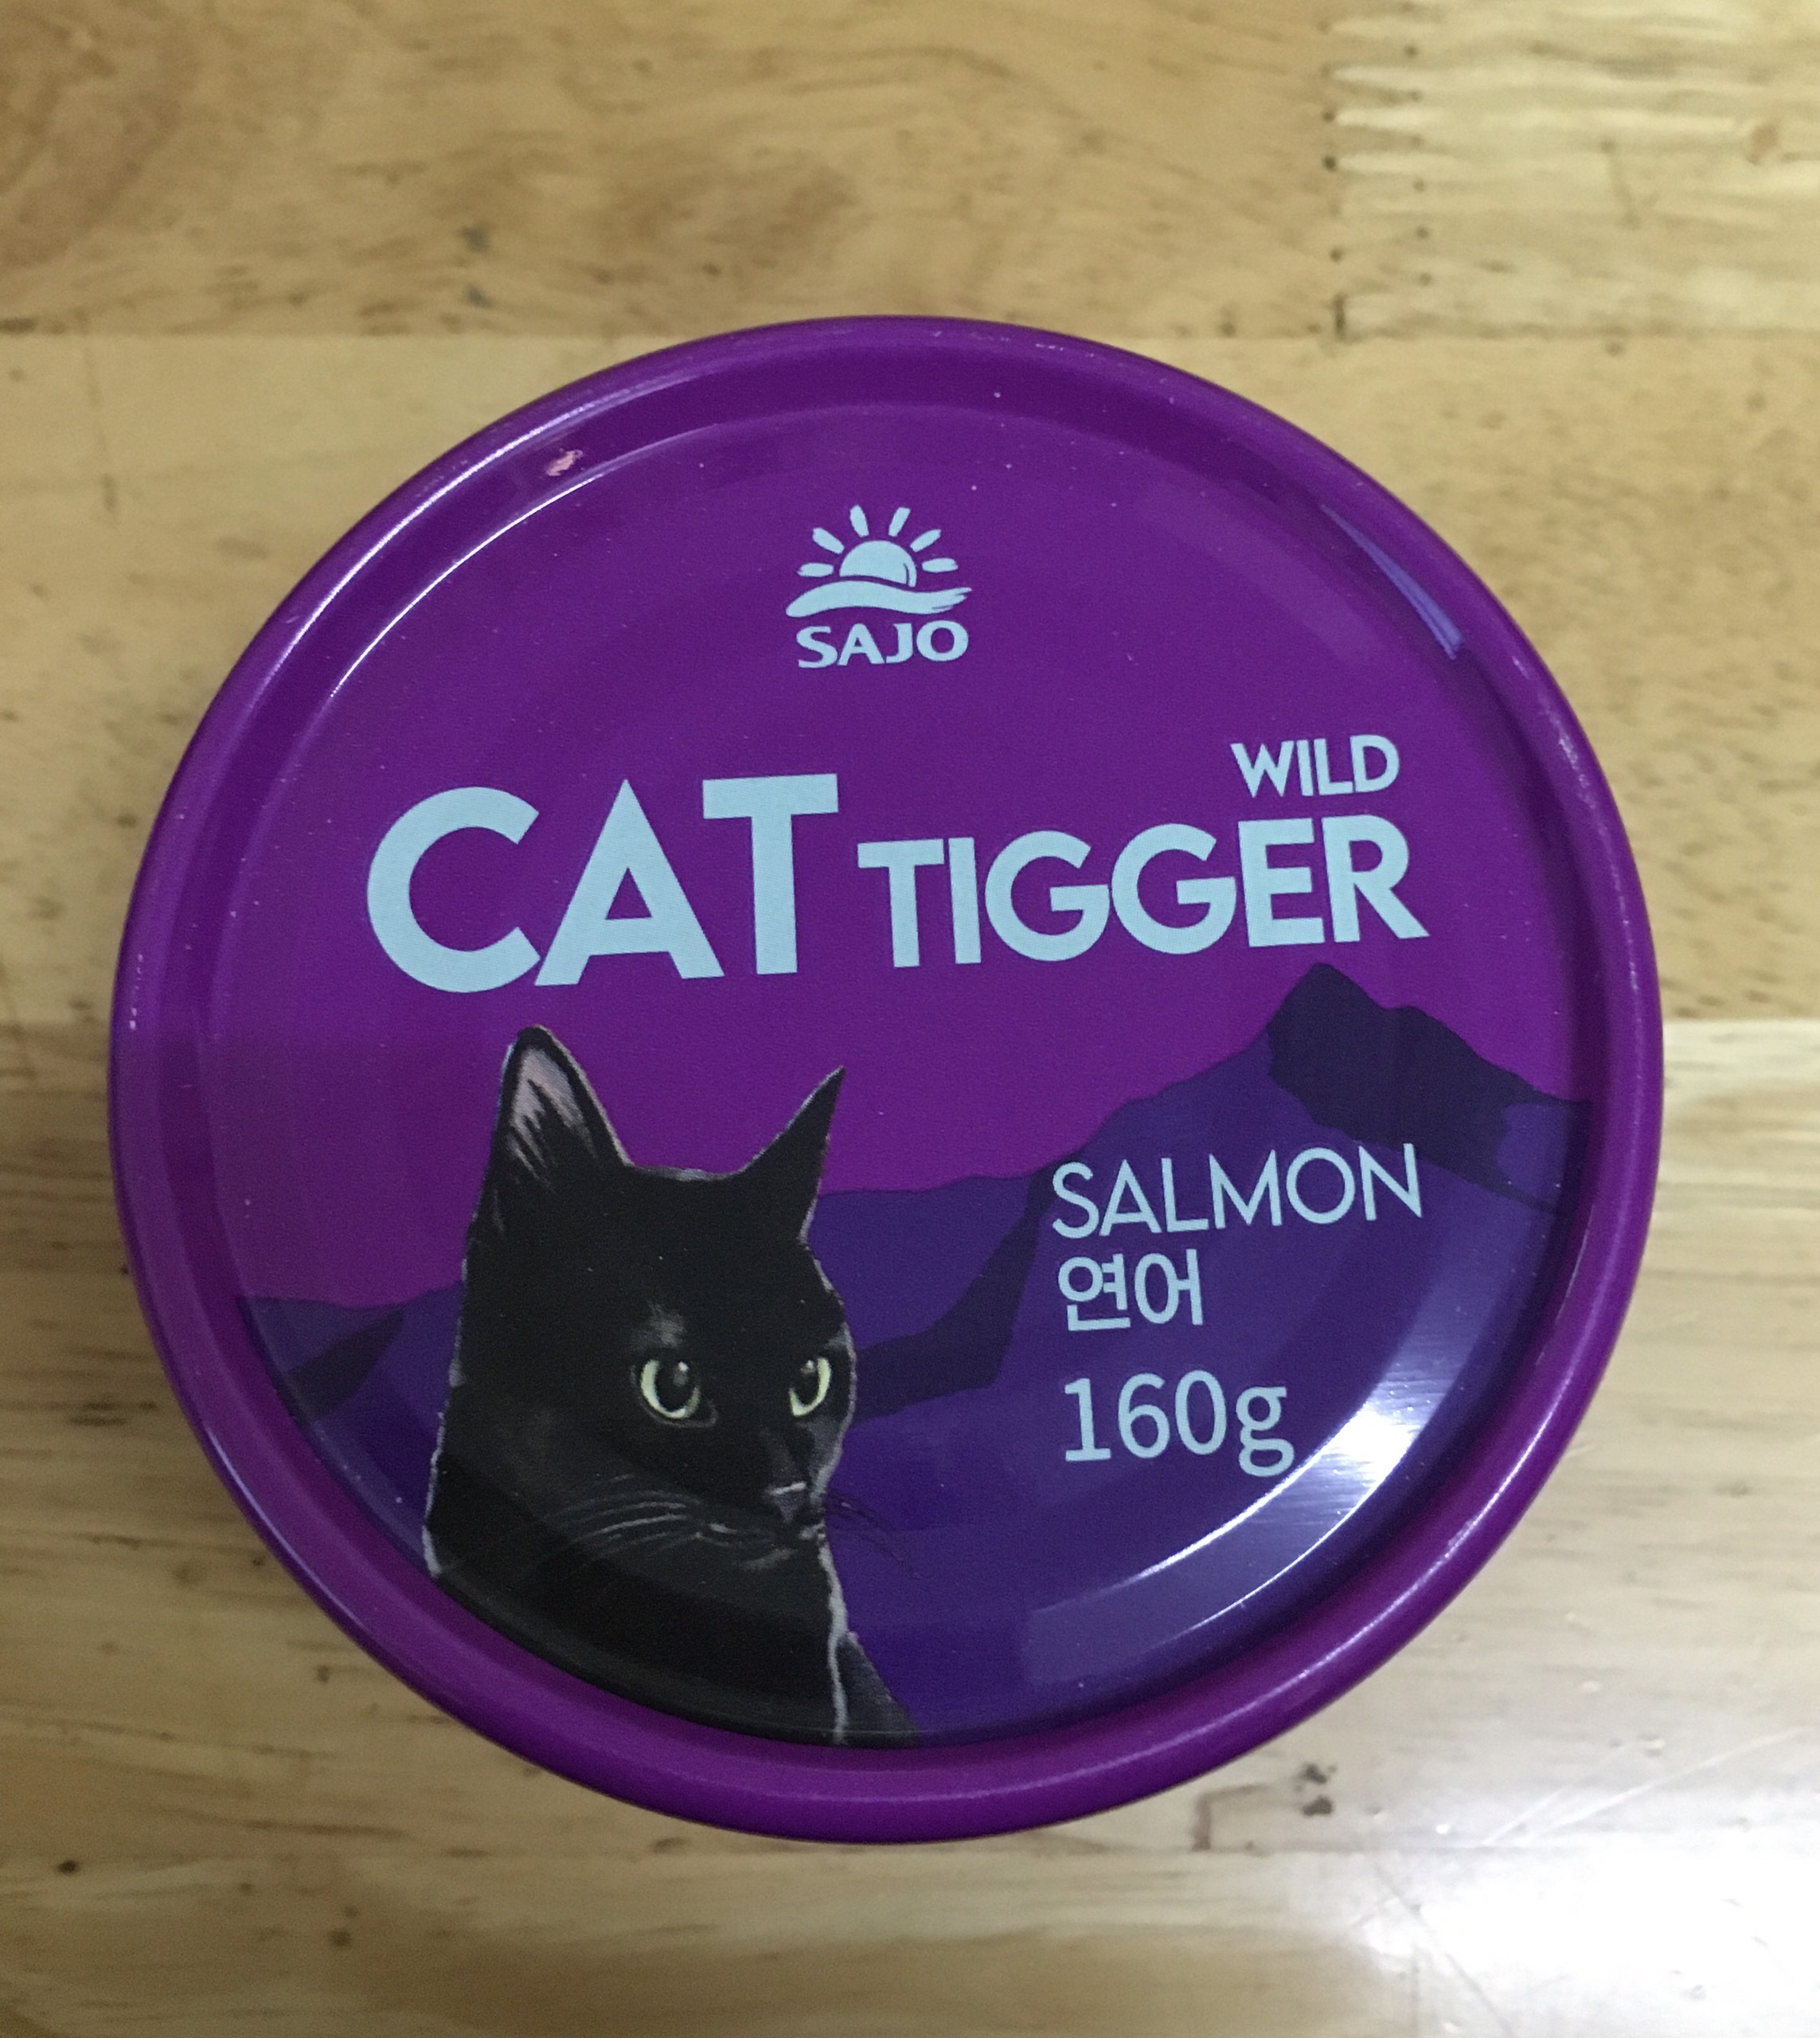 SAJO
WILD
CAT TIGGER
SALMON
연어
160g